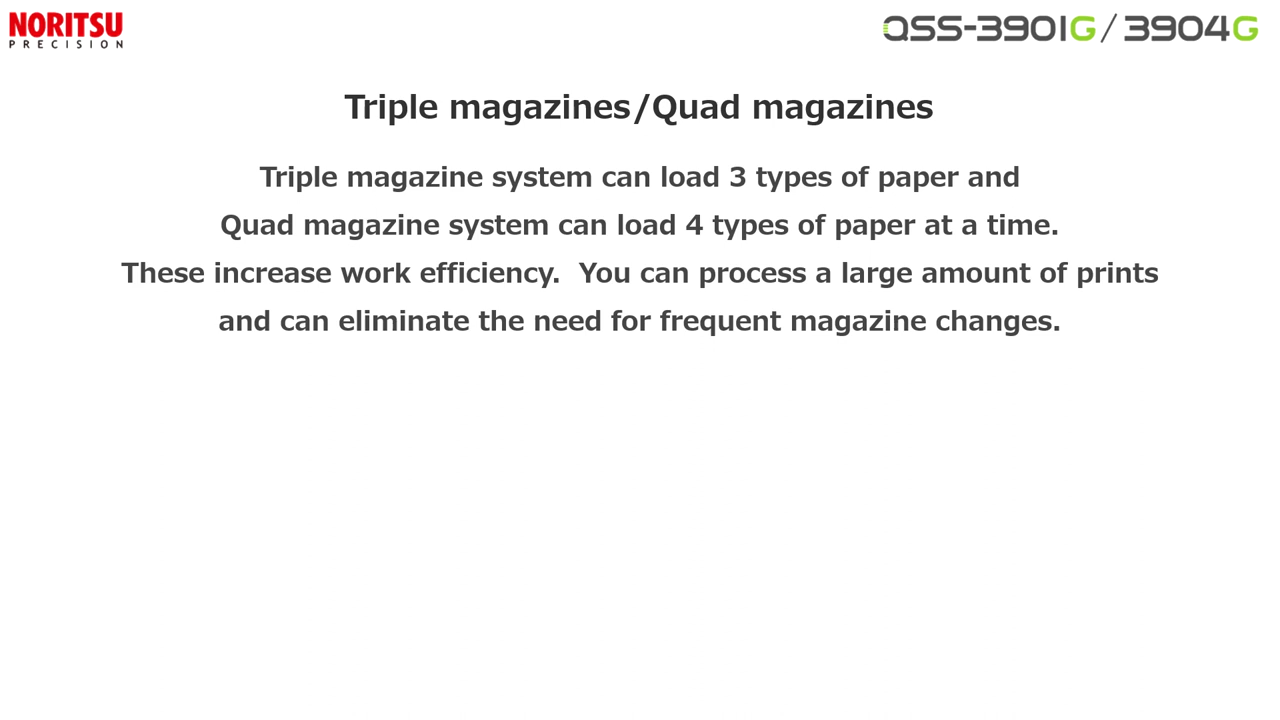 NORITSU
PRECISION
QSS-3901G/3904G
Triple magazines/Quad magazines
Triple magazine system can load 3 types of paper and
Quad magazine system can load 4 types of paper at a time.
These increase work efficiency.  You can process a large amount of prints
and can eliminate the need for frequent magazine changes.